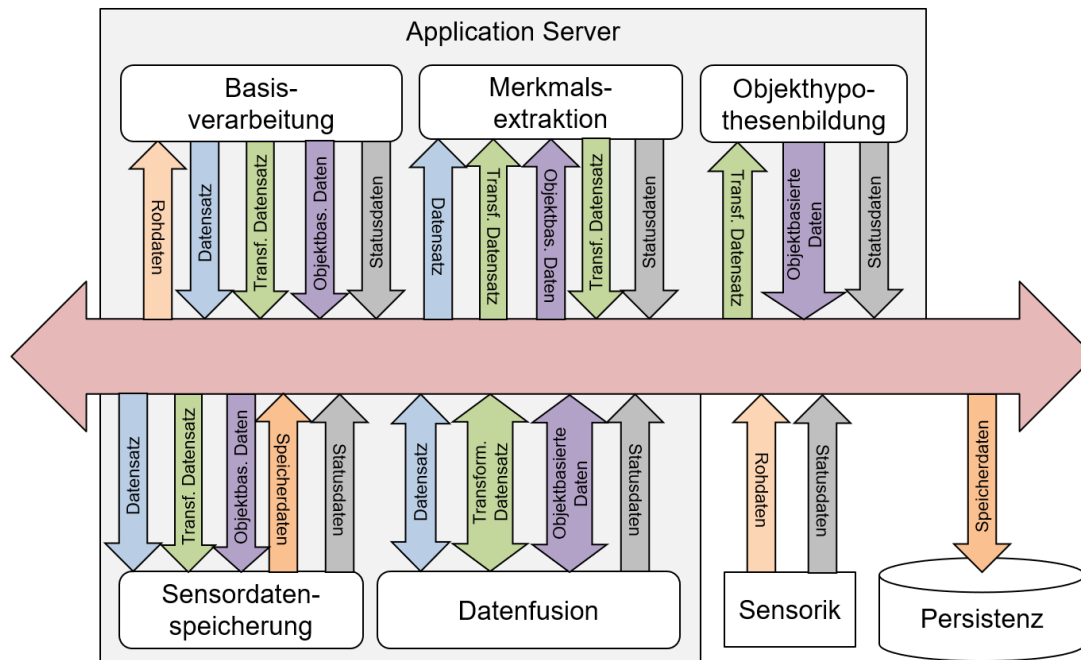 Application Server
Basis-
verarbeitung
Merkmals-
extraktion
Objekthypo-
thesenbildung
Rohdaten
Datensatz
Transf. Datensatz
Objektbas. Daten
Statusdaten
Datensatz
Transf. Datensatz
Objektbas. Daten
Transf. Datensatz
Statusdaten
Transf. Datensatz
Objektbasierte
Daten
Statusdaten
Datensatz
Transf. Datensatz
Objektbas. Daten
Speicherdaten
Statusdaten
Datensatz
Transform.
Datensatz
Objektbasierte
Daten
Statusdaten
Rohdaten
Statusdaten
Speicherdaten
Sensordaten-
speicherung
Datenfusion
Sensorik
Persistenz